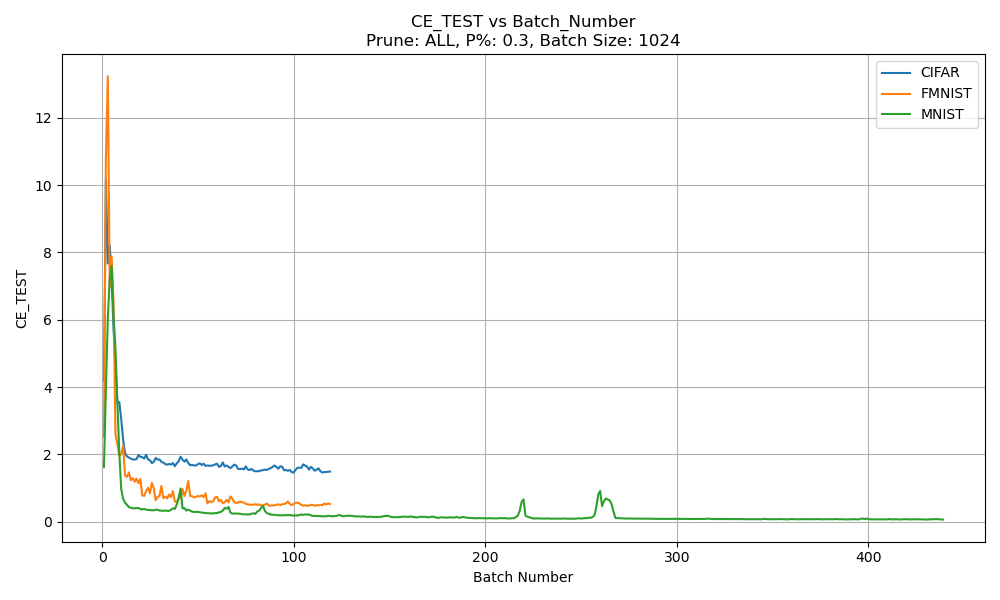 CE_TEST vs Batch_Number
Prune: ALL, P%: 0.3, Batch Size: 1024
CIFAR
FMNIST
MNIST
12
10
8
6
4
2
0
CE_TEST
0 100 200 300 400
Batch Number